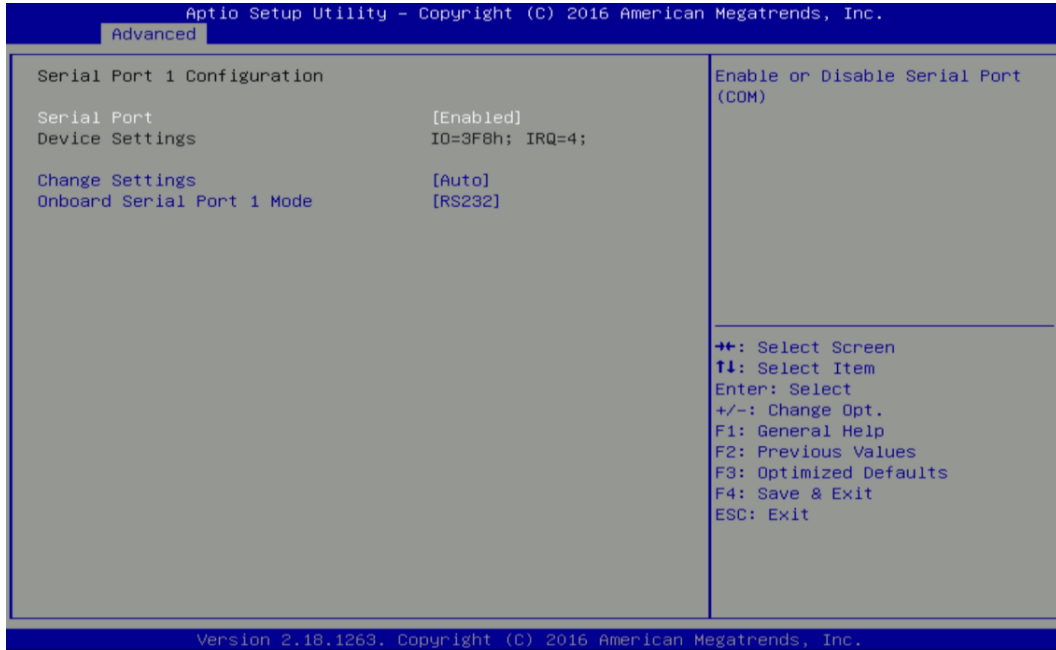 Aptio Setup Utility – Copyright (C) 2016 American Megatrends, Inc.
Advanced
Serial Port 1 Configuration
Serial Port [Enabled]
Device Settings IO=3F8h; IRQ=4;
Change Settings [Auto]
Onboard Serial Port 1 Mode [RS232]
Enable or Disable Serial Port
(COM)
→←: Select Screen
↑↓: Select Item
Enter: Select
+/-: Change Opt.
F1: General Help
F2: Previous Values
F3: Optimized Defaults
F4: Save & Exit
ESC: Exit
Version 2.18.1263. Copyright (C) 2016 American Megatrends, Inc.